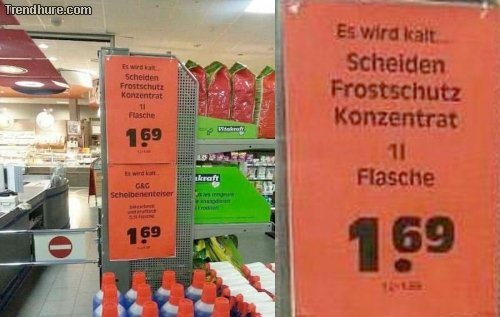 Trendhure.com
Es wird kalt...
Scheiden
Frostschutz
Konzentrat
1l
Flasche
1.69
Es wird kalt...
G&G
Scheibenenteiser
1.69
Vitakraft
akraft
Es wird kalt...
Scheiden
Frostschutz
Konzentrat
1l
Flasche
1.69